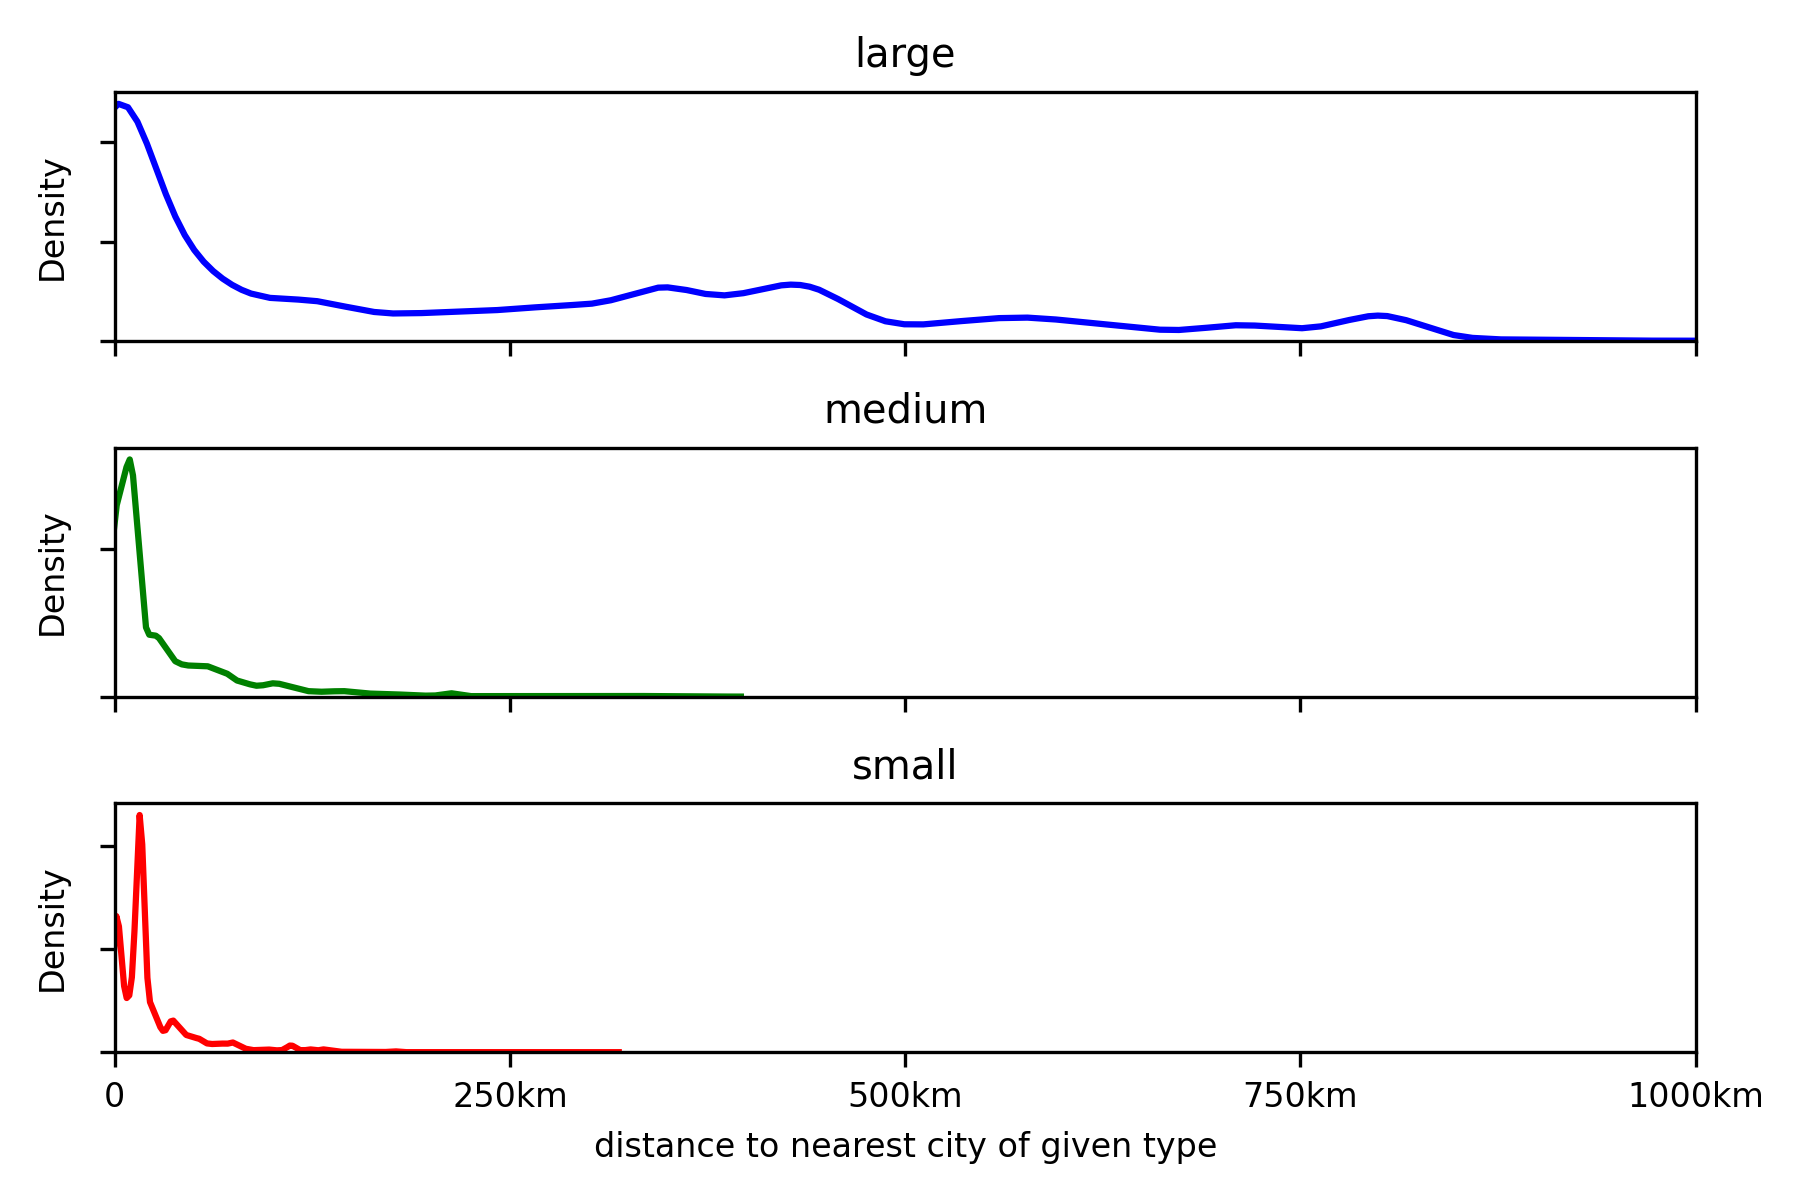 large
Density
medium
Density
small
Density
0 250km 500km 750km 1000km
distance to nearest city of given type